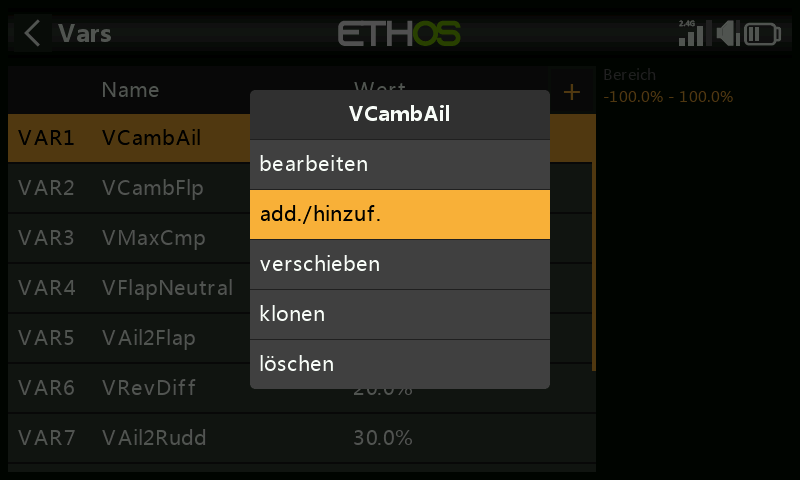 Vars
ETHOS
2.4G
Name
+
Bereich
-100.0% - 100.0%
VCambAil
VAR1 VCambAil
bearbeiten
VAR2 VCambFlp
add./hinzuf.
VAR3 VMaxCmp
verschieben
VAR4 VFlapNeutral
klonen
VAR5 VAil2Flap
löschen
VAR6 VRevDiff 20.0%
VAR7 VAil2Rudd 30.0%